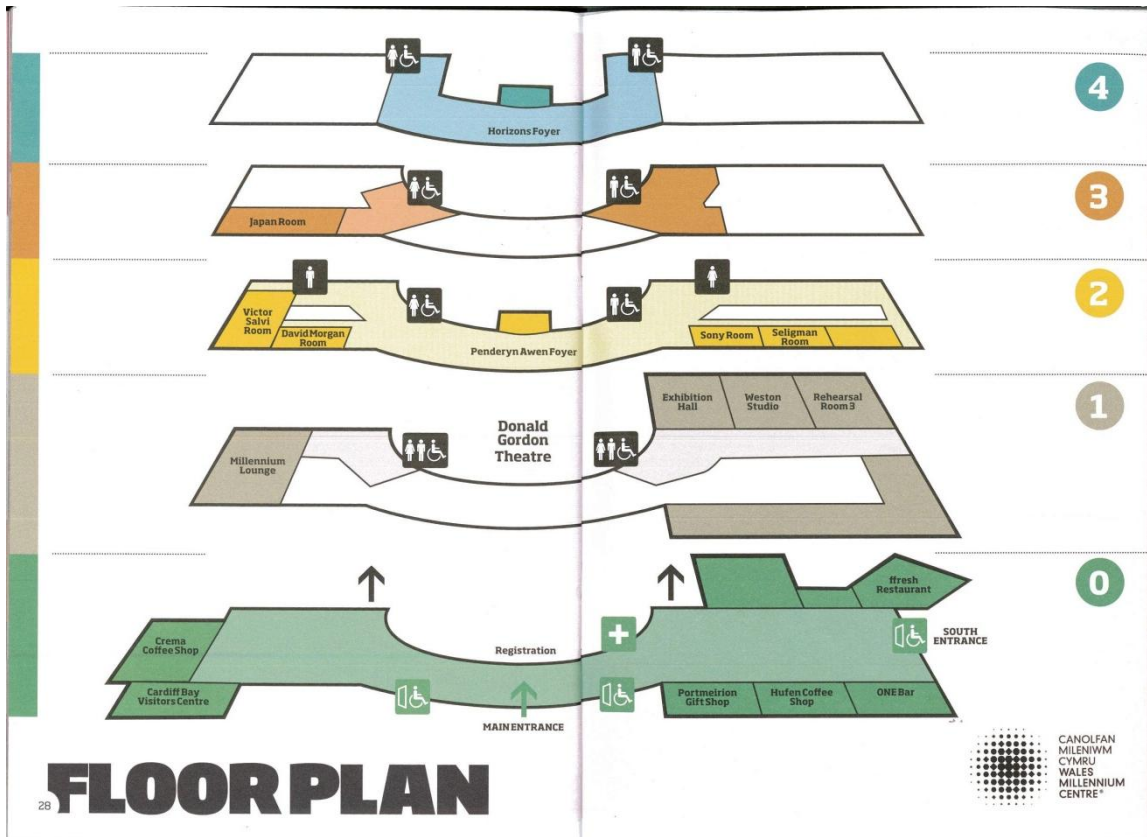 4
Horizons Foyer
3
Japan Room
2
Victor
Salvi
Room
David Morgan
Room
Penderyn Awen Foyer
Sony Room
Seligman
Room
1
Exhibition
Hall
Weston
Studio
Rehearsal
Room 3
Donald
Gordon
Theatre
Millennium
Lounge
0
ffresh
Restaurant
Crema
Coffee Shop
Registration
SOUTH
ENTRANCE
Cardiff Bay
Visitors Centre
Portmeirion
Gift Shop
Hufen Coffee
Shop
ONE Bar
MAIN ENTRANCE
28
FLOOR PLAN
CANOLFAN
MILENIWM
CYMRU
WALES
MILLENNIUM
CENTRE®